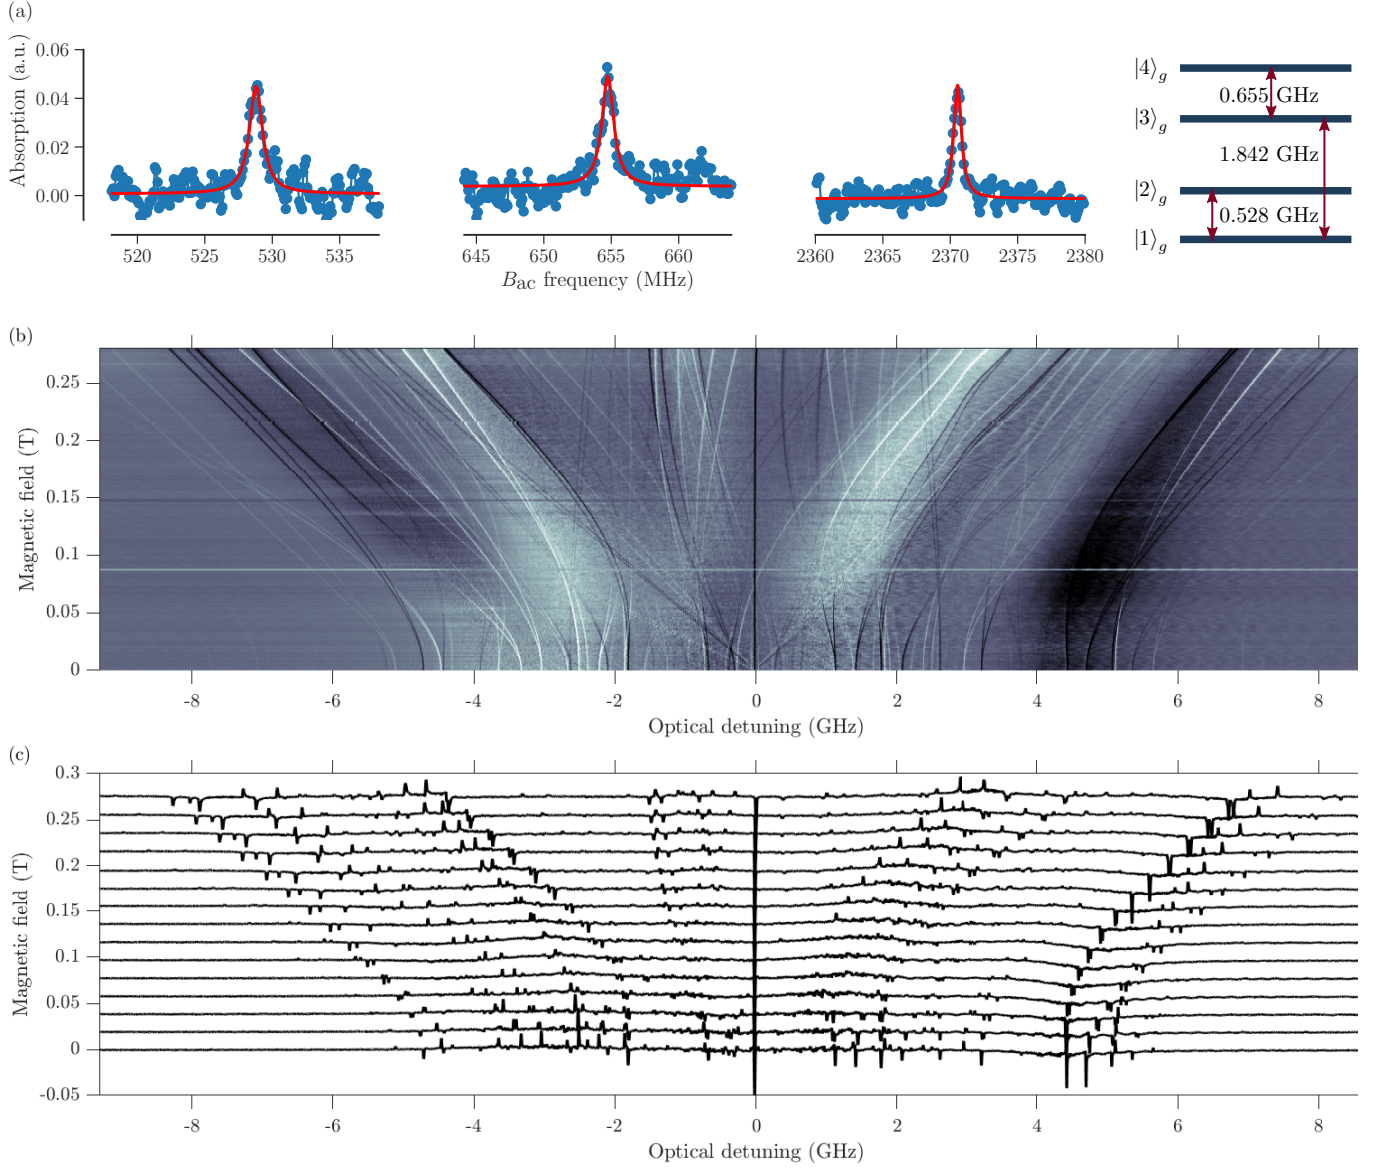 (a)
Absorption (a.u.)
0.06
0.04
0.02
0.00
520 525 530 535
645 650 655 660
2360 2365 2370 2375 2380
B_ac frequency (MHz)
|4⟩_g
0.655 GHz
|3⟩_g
1.842 GHz
|2⟩_g
0.528 GHz
|1⟩_g
(b)
Magnetic field (T)
0.25
0.2
0.15
0.1
0.05
0
-8 -6 -4 -2 0 2 4 6 8
Optical detuning (GHz)
(c)
Magnetic field (T)
0.3
0.25
0.2
0.15
0.1
0.05
0
-0.05
-8 -6 -4 -2 0 2 4 6 8
Optical detuning (GHz)